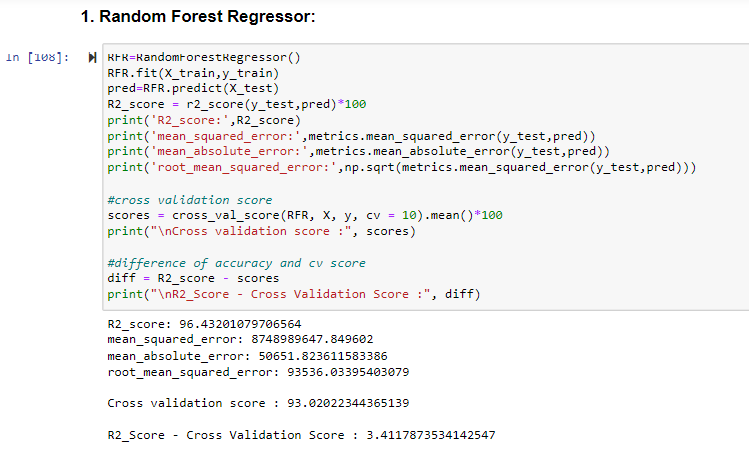 1. Random Forest Regressor:
In [108]:
RFR=RandomForestRegressor()
RFR.fit(X_train,y_train)
pred=RFR.predict(X_test)
R2_score = r2_score(y_test,pred)*100
print('R2_score:',R2_score)
print('mean_squared_error:',metrics.mean_squared_error(y_test,pred))
print('mean_absolute_error:',metrics.mean_absolute_error(y_test,pred))
print('root_mean_squared_error:',np.sqrt(metrics.mean_squared_error(y_test,pred)))
#cross validation score
scores = cross_val_score(RFR, X, y, cv = 10).mean()*100
print("\nCross validation score :", scores)
#difference of accuracy and cv score
diff = R2_score - scores
print("\nR2_Score - Cross Validation Score :", diff)
R2_score: 96.43201079706564
mean_squared_error: 8748989647.849602
mean_absolute_error: 50651.823611583386
root_mean_squared_error: 93536.03395403079
Cross validation score : 93.02022344365139
R2_Score - Cross Validation Score : 3.4117873534142547